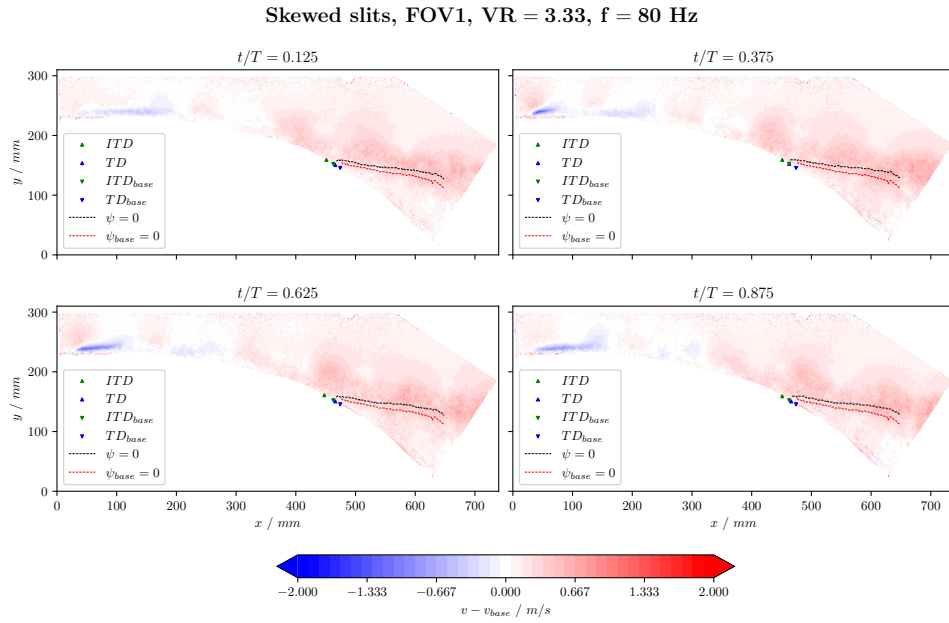 Skewed slits, FOV1, VR = 3.33, f = 80 Hz
t/T = 0.125
t/T = 0.375
300
200
100
0
y / mm
ITD
TD
ITD_base
TD_base
ψ = 0
ψ_base = 0
ITD
TD
ITD_base
TD_base
ψ = 0
ψ_base = 0
t/T = 0.625
t/T = 0.875
300
200
100
0
y / mm
ITD
TD
ITD_base
TD_base
ψ = 0
ψ_base = 0
ITD
TD
ITD_base
TD_base
ψ = 0
ψ_base = 0
0 100 200 300 400 500 600 700
0 100 200 300 400 500 600 700
x / mm
x / mm
−2.000 −1.333 −0.667 0.000 0.667 1.333 2.000
v − v_base / m/s